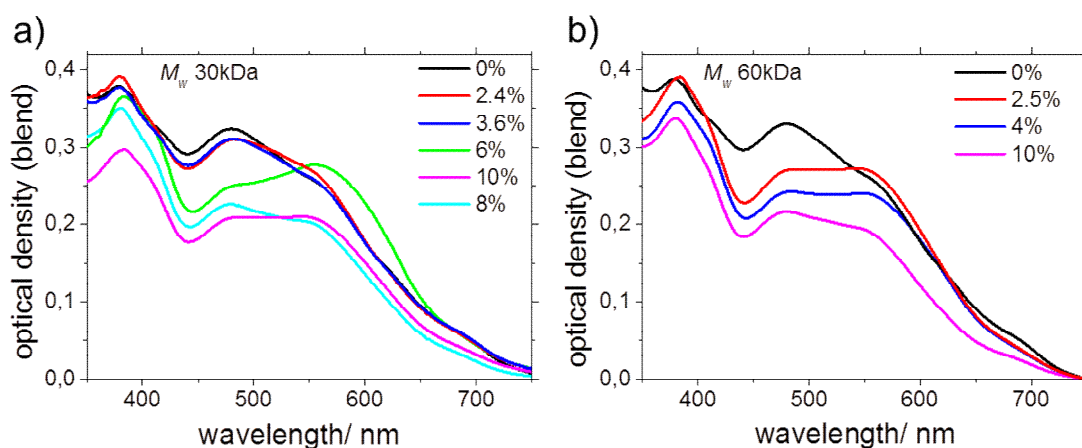 a)
M_w 30kDa
0%
2.4%
3.6%
6%
10%
8%
0,4
0,3
0,2
0,1
0,0
optical density (blend)
400 500 600 700
wavelength/ nm
b)
M_w 60kDa
0%
2.5%
4%
10%
0,4
0,3
0,2
0,1
0,0
optical density (blend)
400 500 600 700
wavelength/ nm